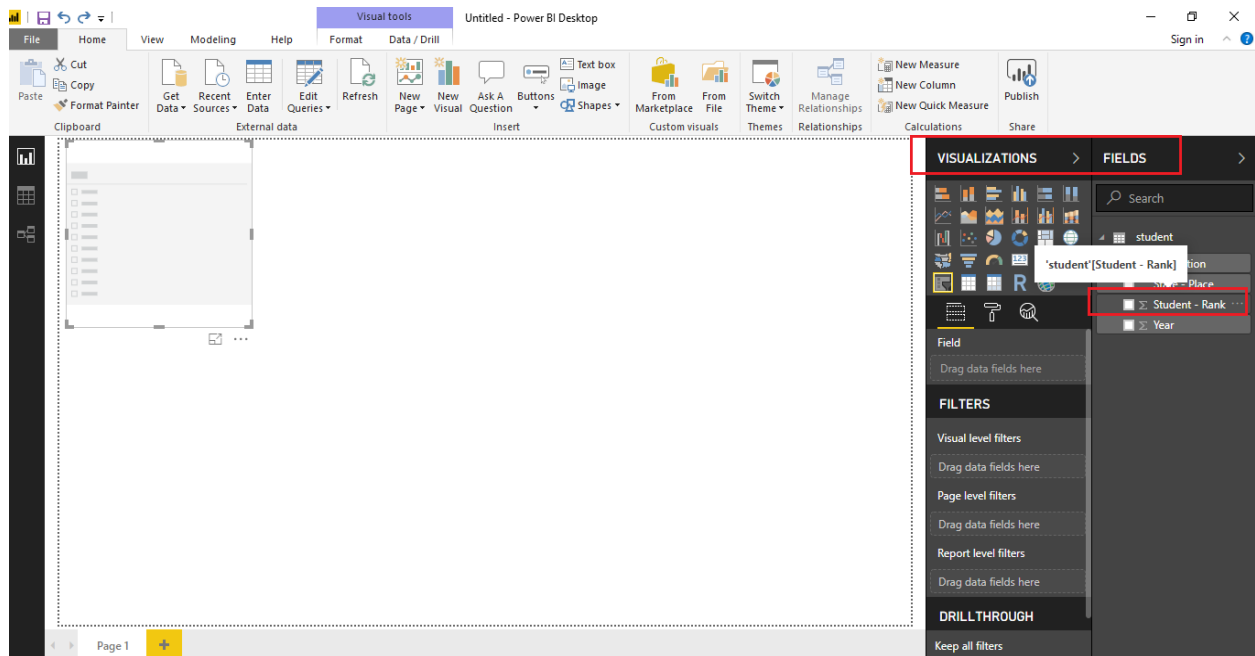 Visual tools
Untitled - Power BI Desktop
File
Home
View
Modeling
Help
Format
Data / Drill
Sign in
?
Paste
Cut
Copy
Format Painter
Clipboard
Get Data
Recent Sources
Enter Data
Edit Queries
Refresh
External data
New Page
New Visual
Ask A Question
Buttons
Text box
Image
Shapes
Insert
From Marketplace
From File
Custom visuals
Switch Theme
Themes
Manage Relationships
Relationships
New Measure
New Column
New Quick Measure
Calculations
Publish
Share
VISUALIZATIONS
FIELDS
Search
student
'student'[Student - Rank]
tion
State - Place
Student - Rank
Year
123
R
Field
Drag data fields here
FILTERS
Visual level filters
Drag data fields here
Page level filters
Drag data fields here
Report level filters
Drag data fields here
DRILLTHROUGH
Keep all filters
Page 1